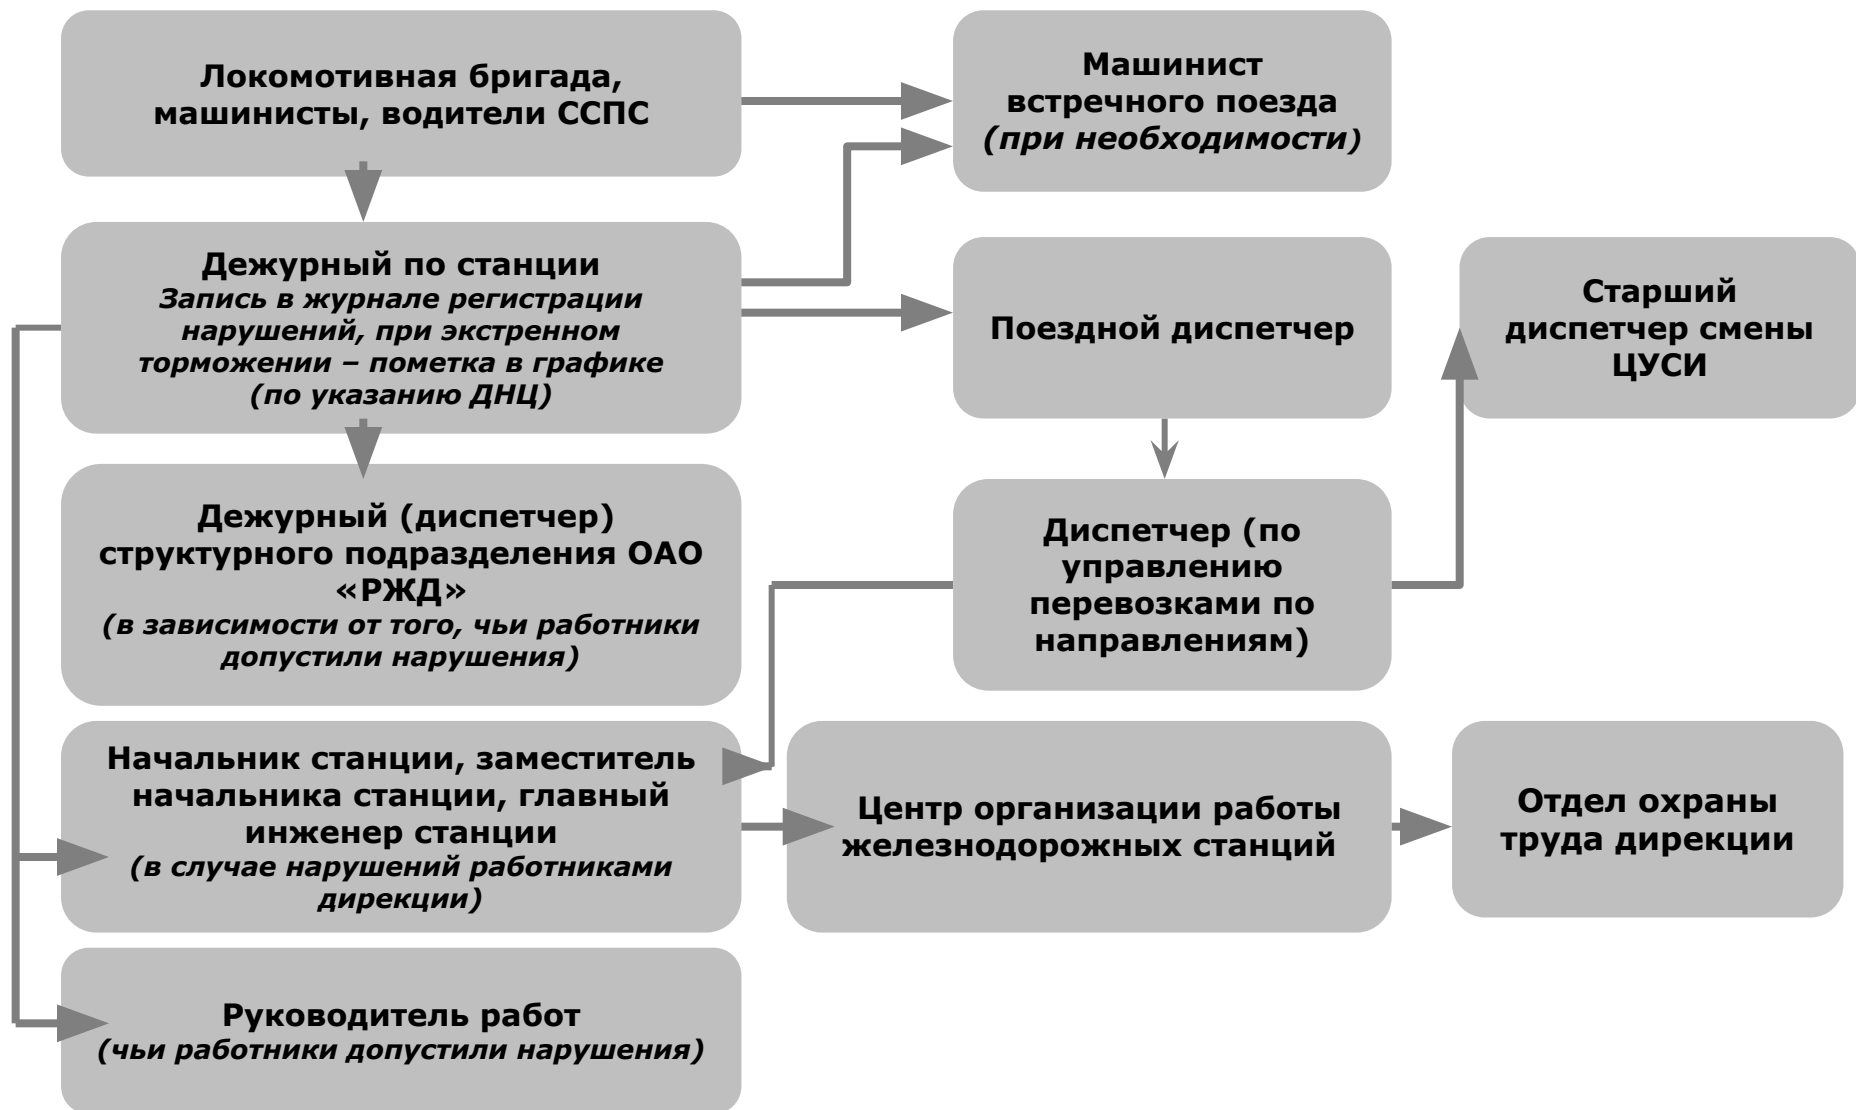 Локомотивная бригада,
машинисты, водители ССПС
Машинист
встречного поезда
(при необходимости)
Дежурный по станции
Запись в журнале регистрации
нарушений, при экстренном
торможении – пометка в графике
(по указанию ДНЦ)
Поездной диспетчер
Старший
диспетчер смены
ЦУСИ
Дежурный (диспетчер)
структурного подразделения ОАО
«РЖД»
(в зависимости от того, чьи работники
допустили нарушения)
Диспетчер (по
управлению
перевозками по
направлениям)
Начальник станции, заместитель
начальника станции, главный
инженер станции
(в случае нарушений работниками
дирекции)
Центр организации работы
железнодорожных станций
Отдел охраны
труда дирекции
Руководитель работ
(чьи работники допустили нарушения)